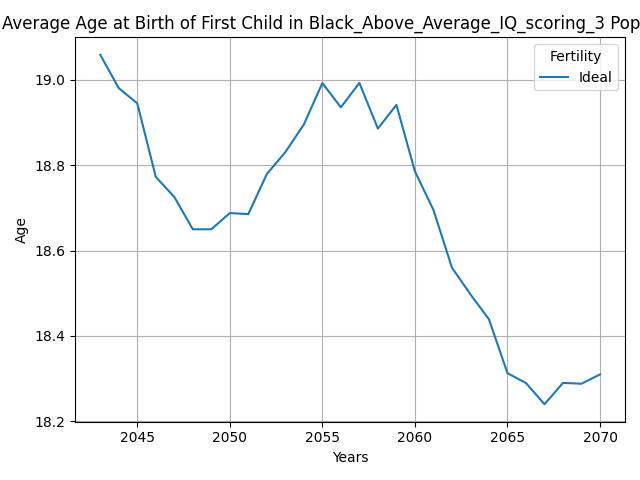 Average Age at Birth of First Child in Black_Above_Average_IQ_scoring_3 Pop
Fertility
Ideal
19.0
18.8
18.6
18.4
18.2
Age
2045 2050 2055 2060 2065 2070
Years